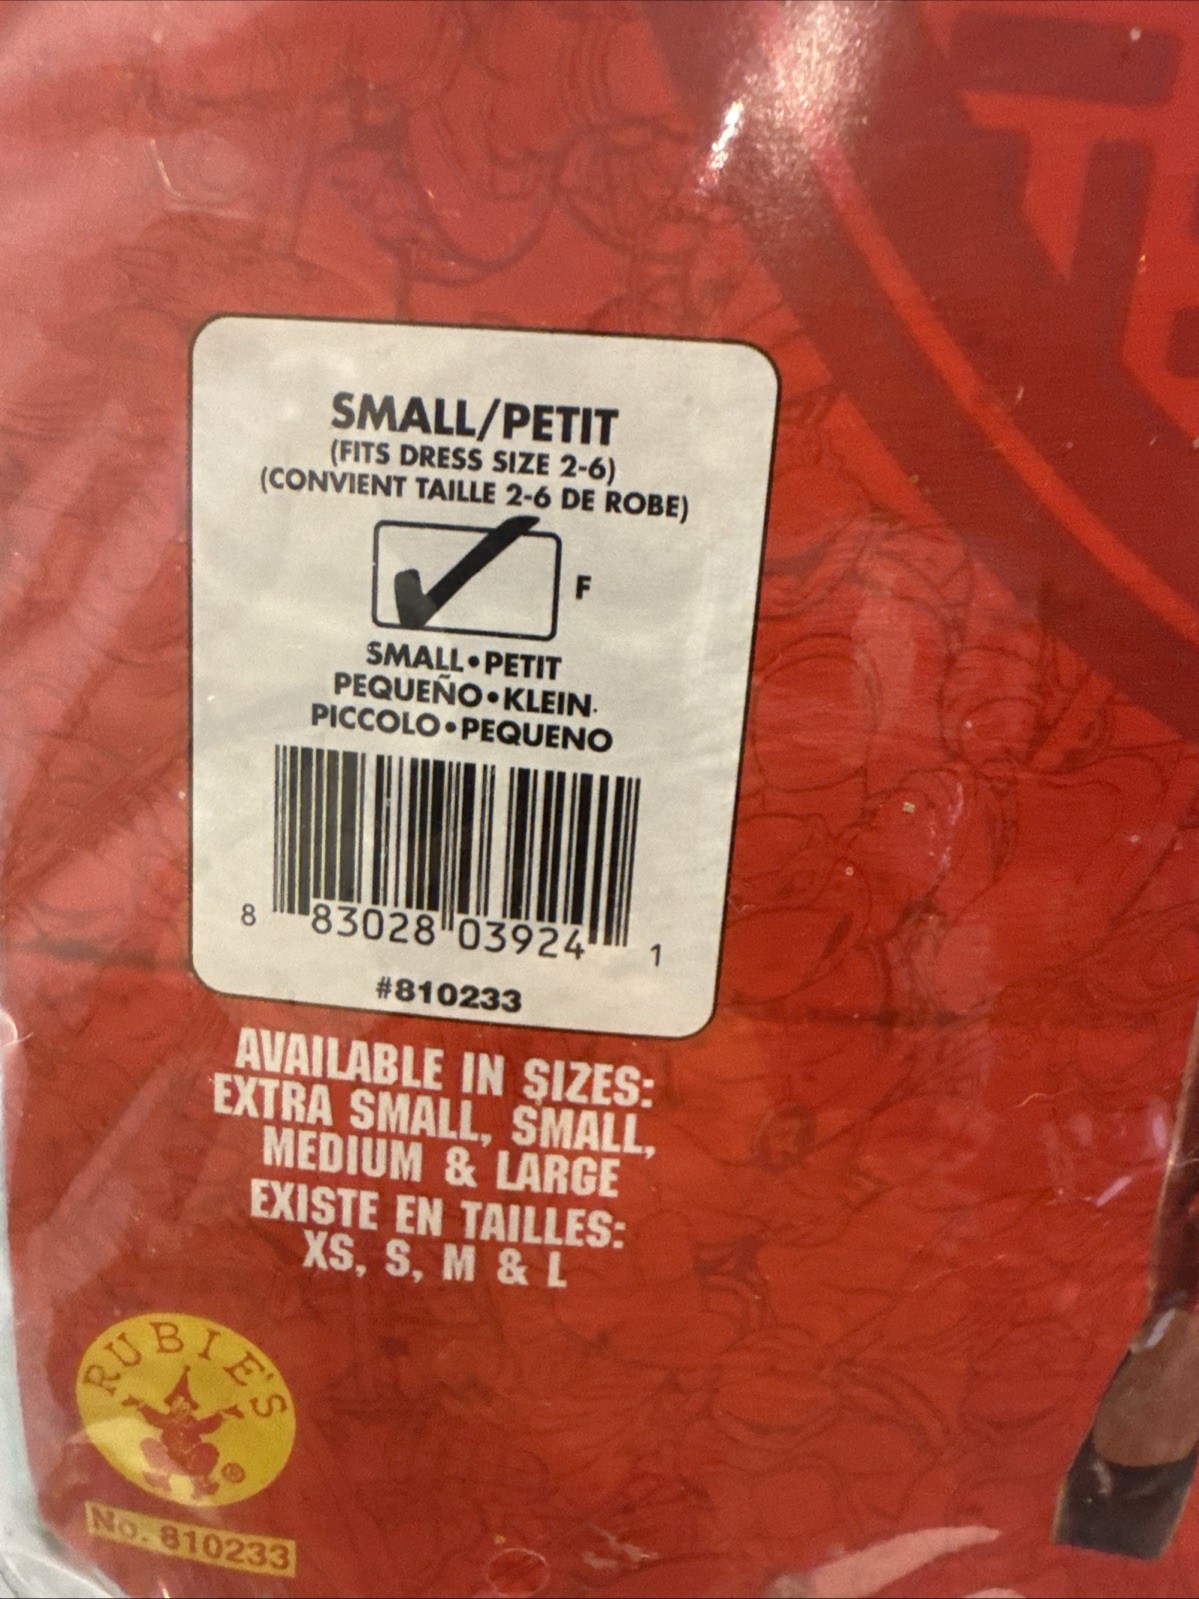 SMALL/PETIT
(FITS DRESS SIZE 2-6)
(CONVIENT TAILLE 2-6 DE ROBE)
F
SMALL•PETIT
PEQUEÑO•KLEIN
PICCOLO•PEQUENO
8 83028 03924 1
#810233
AVAILABLE IN SIZES:
EXTRA SMALL, SMALL,
MEDIUM & LARGE
EXISTE EN TAILLES:
XS, S, M & L
RUBIE'S
®
No. 810233